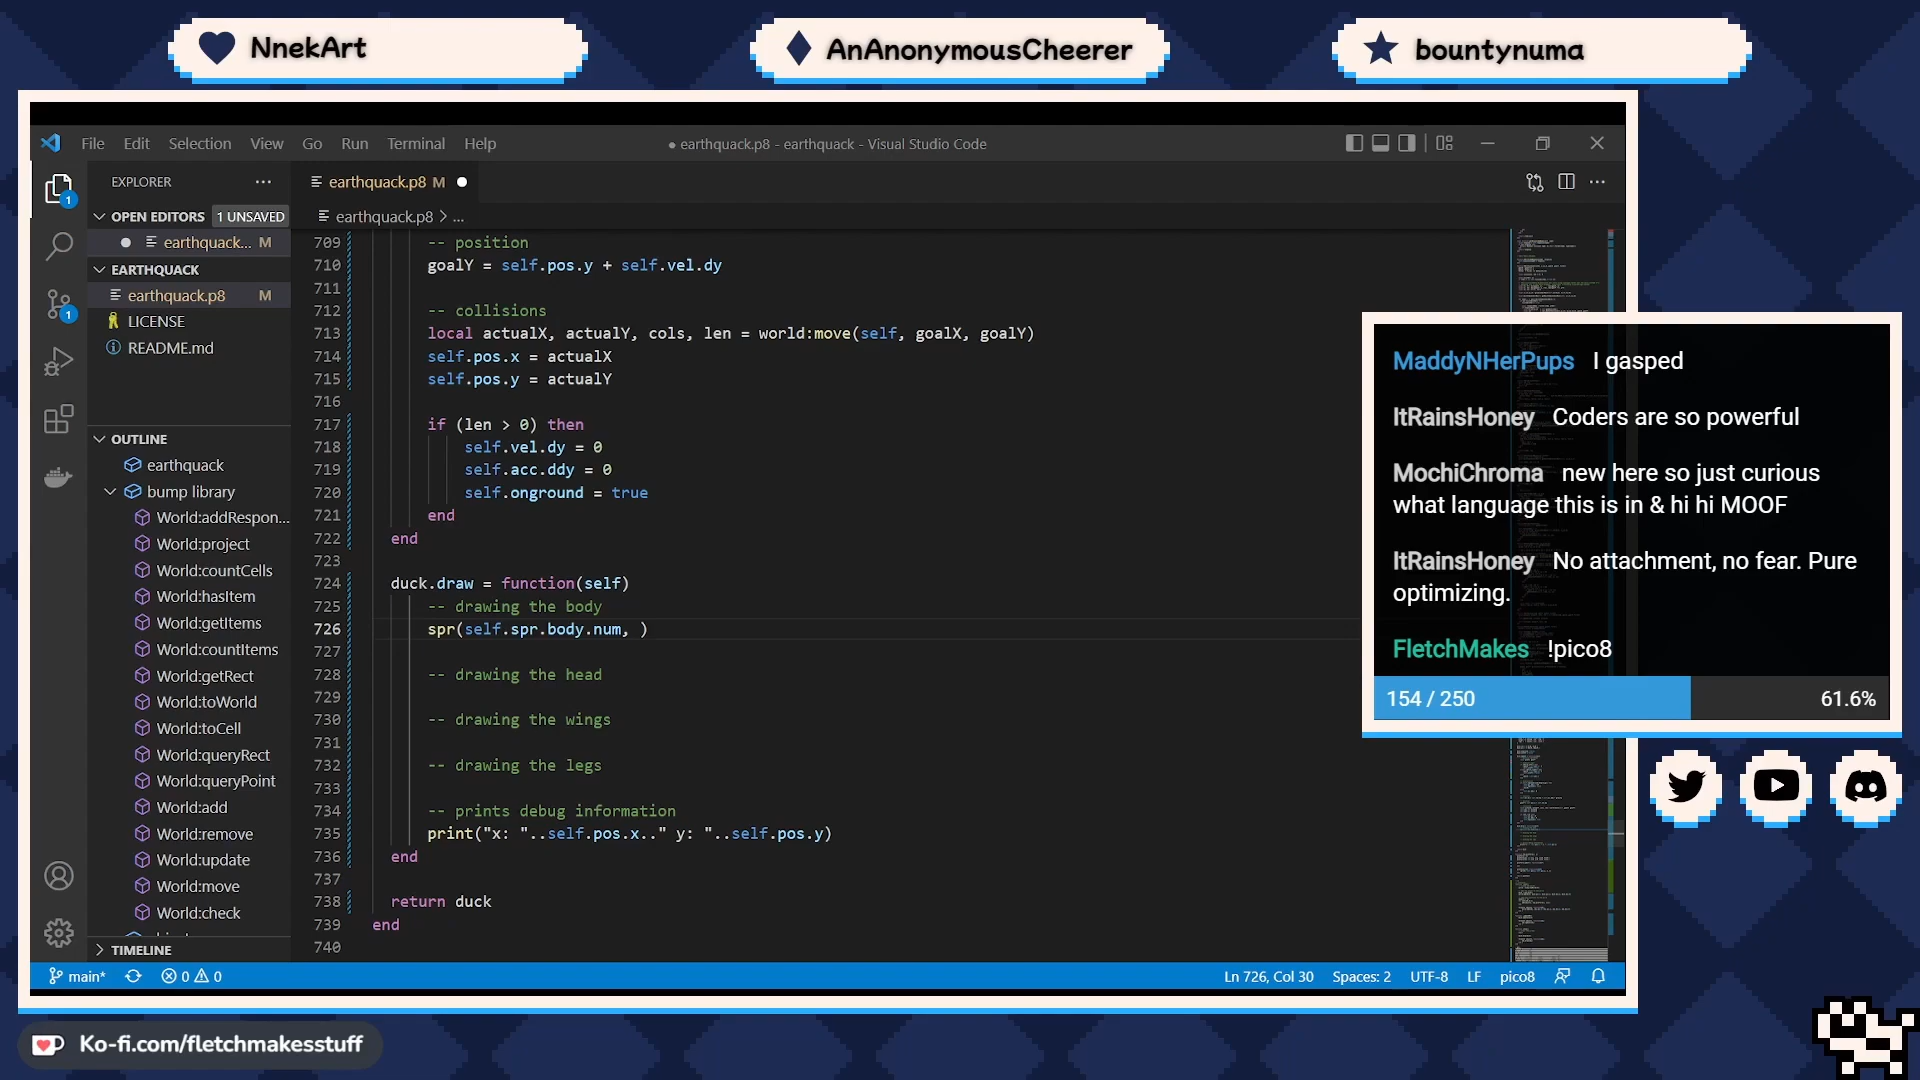 NnekArt
AnAnonymousCheerer
bountynuma
File Edit Selection View Go Run Terminal Help
● earthquack.p8 - earthquack - Visual Studio Code
EXPLORER
earthquack.p8 M
OPEN EDITORS 1 UNSAVED
earthquack.p8 > ...
earthquack... M
EARTHQUACK
earthquack.p8 M
LICENSE
README.md
OUTLINE
earthquack
bump library
World:addRespon...
World:project
World:countCells
World:hasItem
World:getItems
World:countItems
World:getRect
World:toWorld
World:toCell
World:queryRect
World:queryPoint
World:add
World:remove
World:update
World:move
World:check
TIMELINE
1
1
709 -- position
710 goalY = self.pos.y + self.vel.dy
711
712 -- collisions
713 local actualX, actualY, cols, len = world:move(self, goalX, goalY)
714 self.pos.x = actualX
715 self.pos.y = actualY
716
717 if (len > 0) then
718 self.vel.dy = 0
719 self.acc.ddy = 0
720 self.onground = true
721 end
722 end
723
724 duck.draw = function(self)
725 -- drawing the body
726 spr(self.spr.body.num, )
727
728 -- drawing the head
729
730 -- drawing the wings
731
732 -- drawing the legs
733
734 -- prints debug information
735 print("x: "..self.pos.x.." y: "..self.pos.y)
736 end
737
738 return duck
739 end
740
MaddyNHerPups I gasped
ItRainsHoney Coders are so powerful
MochiChroma new here so just curious
what language this is in & hi hi MOOF
ItRainsHoney No attachment, no fear. Pure
optimizing.
FletchMakes !pico8
154 / 250 61.6%
main* 0 0
Ln 726, Col 30 Spaces: 2 UTF-8 LF pico8
Ko-fi.com/fletchmakesstuff